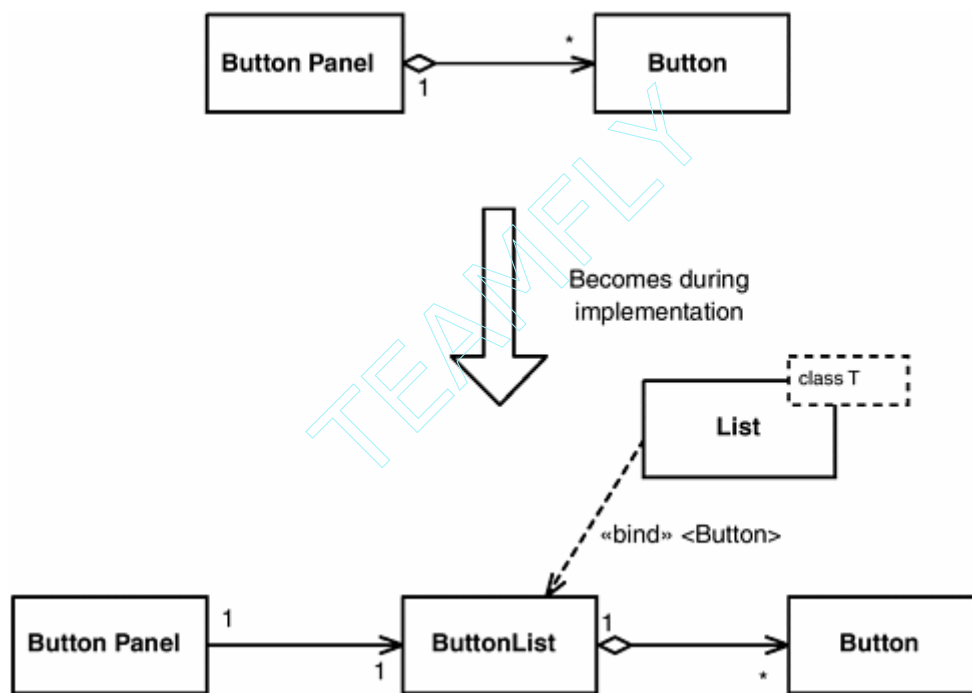 Button Panel
1
*
Button
TEAMFLY
Becomes during
implementation
class T
List
«bind» <Button>
Button Panel
1
1
ButtonList
1
*
Button